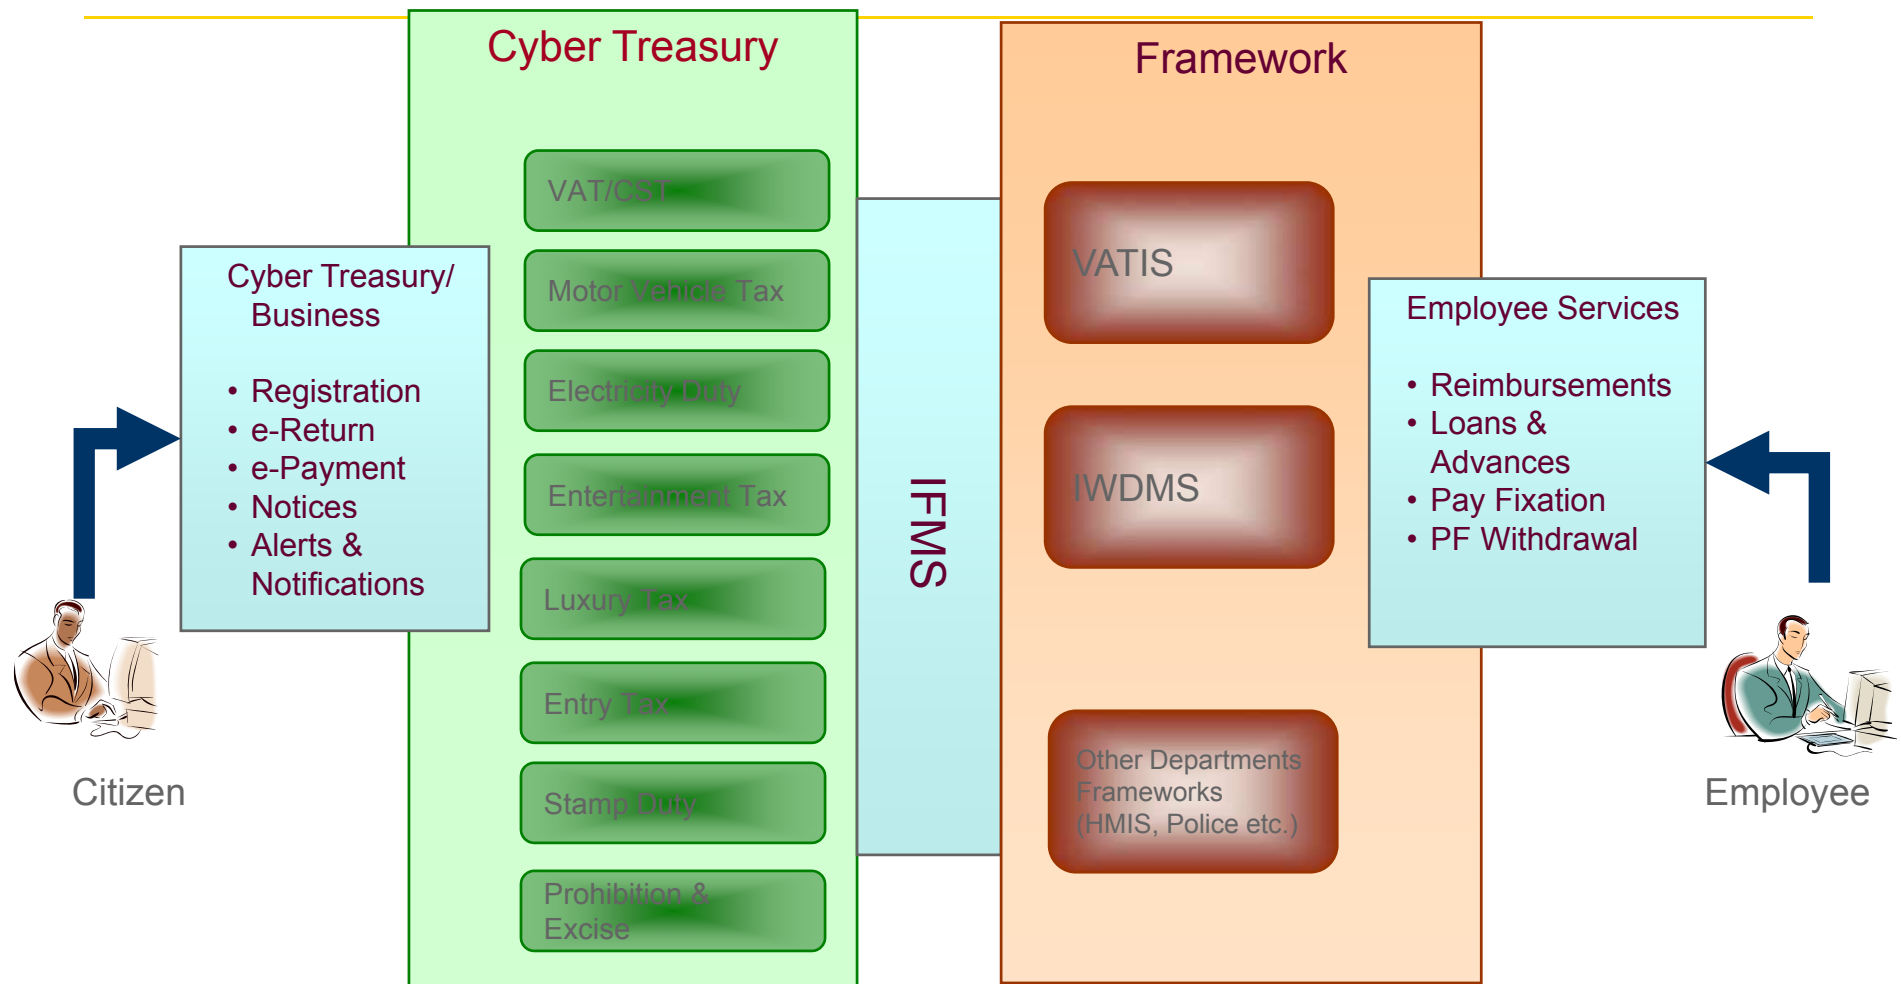 Cyber Treasury
Framework
VAT/CST
Motor Vehicle Tax
Electricity Duty
Entertainment Tax
Luxury Tax
Entry Tax
Stamp Duty
Prohibition &
Excise
Cyber Treasury/
Business
• Registration
• e-Return
• e-Payment
• Notices
• Alerts &
Notifications
Citizen
IFMS
VATIS
IWDMS
Other Departments
Frameworks
(HMIS, Police etc.)
Employee Services
• Reimbursements
• Loans &
Advances
• Pay Fixation
• PF Withdrawal
Employee